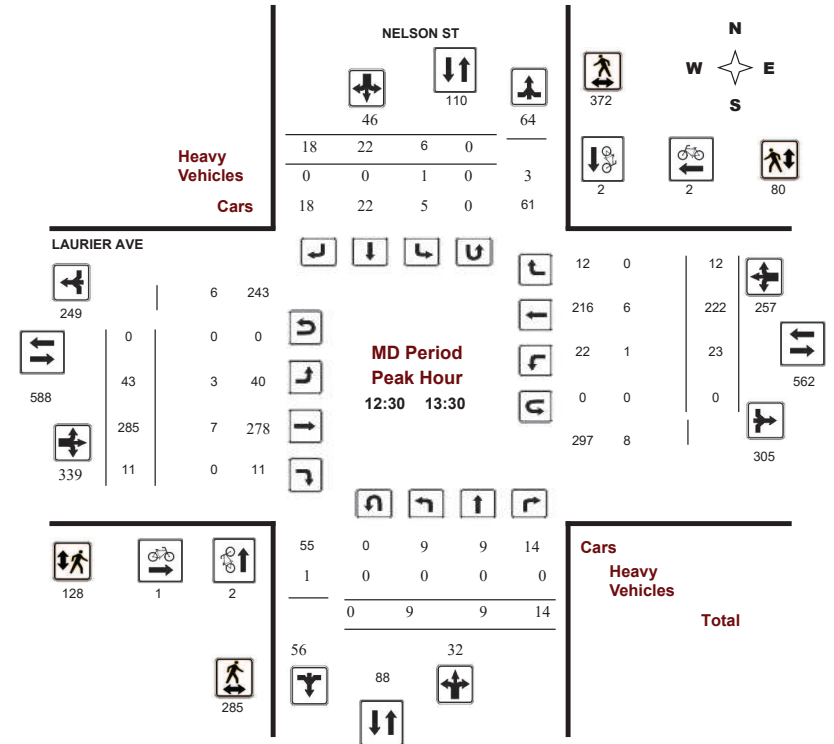 NELSON ST
N
W E
S
110
372
46 64
18 22 6 0
Heavy
Vehicles
0 0 1 0 3
Cars
18 22 5 0 61
2 2 80
LAURIER AVE
249
6 243
0 0 0
588
43 3 40
285 7 278
339
11 0 11
MD Period
Peak Hour
12:30 13:30
12 0 12
216 6 222 257
22 1 23
562
0 0 0
297 8
305
55 0 9 9 14
Cars
1 0 0 0 0
Heavy
Vehicles
0 9 9 14
Total
128 1 2
56 32
88
285